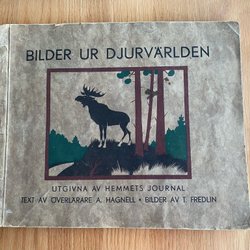 BILDER UR DJURVÄRLDEN
UTGIVNA AV HEMMETS JOURNAL
TEXT AV ÖVERLÄRARE A. HAGNELL • BILDER AV T. FREDLIN